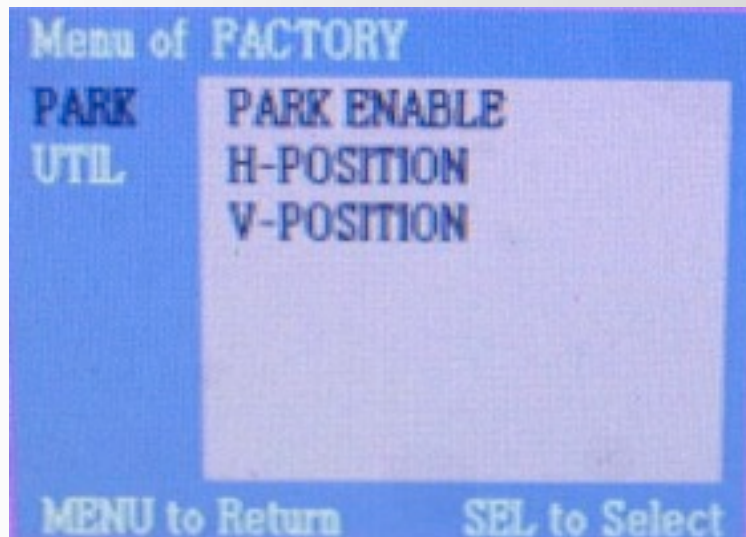 Menu of FACTORY
PARK PARK ENABLE
UTIL H-POSITION
V-POSITION
MENU to Return SEL to Select